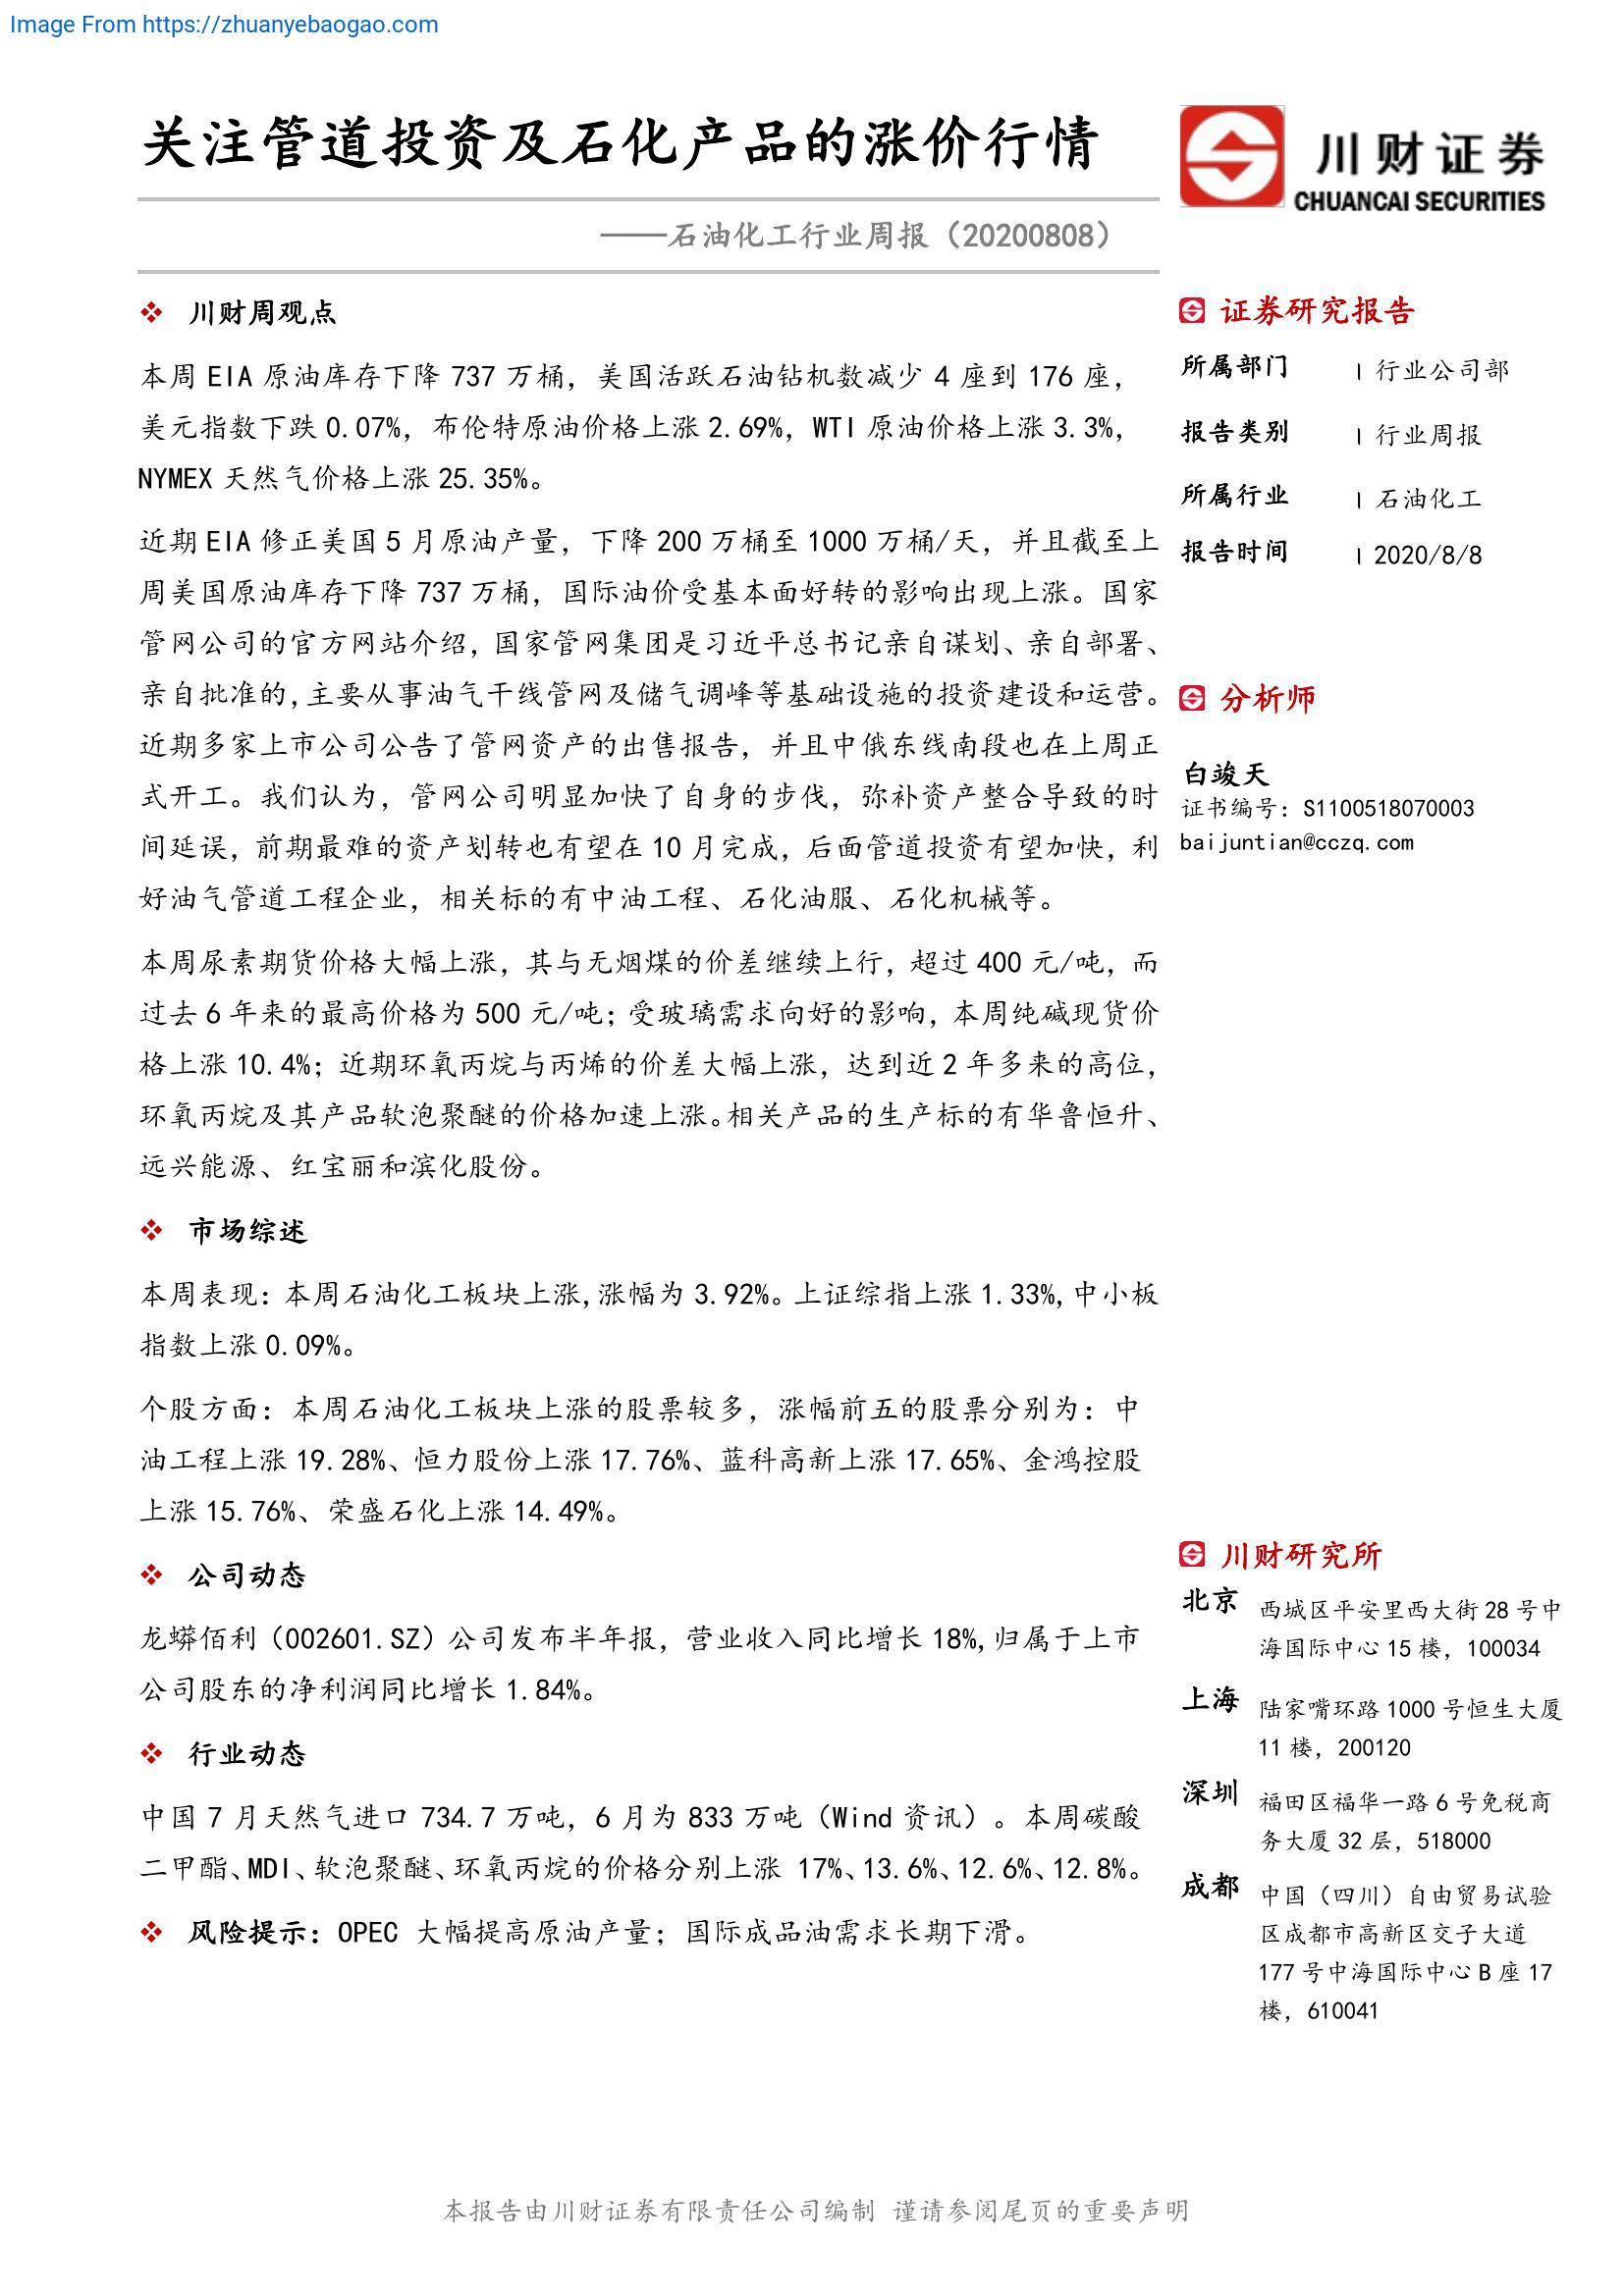 Image From https://zhuanyebaogao.com
关注管道投资及石化产品的涨价行情
——石油化工行业周报（20200808）
川财证券
CHUANCAI SECURITIES
❖ 川财周观点
本周 EIA 原油库存下降 737 万桶，美国活跃石油钻机数减少 4 座到 176 座，
美元指数下跌 0.07%，布伦特原油价格上涨 2.69%，WTI 原油价格上涨 3.3%，
NYMEX 天然气价格上涨 25.35%。
近期 EIA 修正美国 5 月原油产量，下降 200 万桶至 1000 万桶/天，并且截至上
周美国原油库存下降 737 万桶，国际油价受基本面好转的影响出现上涨。国家
管网公司的官方网站介绍，国家管网集团是习近平总书记亲自谋划、亲自部署、
亲自批准的,主要从事油气干线管网及储气调峰等基础设施的投资建设和运营。
近期多家上市公司公告了管网资产的出售报告，并且中俄东线南段也在上周正
式开工。我们认为，管网公司明显加快了自身的步伐，弥补资产整合导致的时
间延误，前期最难的资产划转也有望在 10 月完成，后面管道投资有望加快，利
好油气管道工程企业，相关标的有中油工程、石化油服、石化机械等。
本周尿素期货价格大幅上涨，其与无烟煤的价差继续上行，超过 400 元/吨，而
过去 6 年来的最高价格为 500 元/吨；受玻璃需求向好的影响，本周纯碱现货价
格上涨 10.4%；近期环氧丙烷与丙烯的价差大幅上涨，达到近 2 年多来的高位，
环氧丙烷及其产品软泡聚醚的价格加速上涨。相关产品的生产标的有华鲁恒升、
远兴能源、红宝丽和滨化股份。
❖ 市场综述
本周表现：本周石油化工板块上涨,涨幅为 3.92%。上证综指上涨 1.33%,中小板
指数上涨 0.09%。
个股方面：本周石油化工板块上涨的股票较多，涨幅前五的股票分别为：中
油工程上涨 19.28%、恒力股份上涨 17.76%、蓝科高新上涨 17.65%、金鸿控股
上涨 15.76%、荣盛石化上涨 14.49%。
❖ 公司动态
龙蟒佰利（002601.SZ）公司发布半年报，营业收入同比增长 18%,归属于上市
公司股东的净利润同比增长 1.84%。
❖ 行业动态
中国 7 月天然气进口 734.7 万吨，6 月为 833 万吨（Wind 资讯）。本周碳酸
二甲酯、MDI、软泡聚醚、环氧丙烷的价格分别上涨 17%、13.6%、12.6%、12.8%。
❖ 风险提示：OPEC 大幅提高原油产量；国际成品油需求长期下滑。
证券研究报告
所属部门 | 行业公司部
报告类别 | 行业周报
所属行业 | 石油化工
报告时间 | 2020/8/8
分析师
白竣天
证书编号：S1100518070003
baijuntian@cczq.com
川财研究所
北京 西城区平安里西大街 28 号中
海国际中心 15 楼，100034
上海 陆家嘴环路 1000 号恒生大厦
11 楼，200120
深圳 福田区福华一路 6 号免税商
务大厦 32 层，518000
成都 中国（四川）自由贸易试验
区成都市高新区交子大道
177 号中海国际中心 B 座 17
楼，610041
本报告由川财证券有限责任公司编制 谨请参阅尾页的重要声明